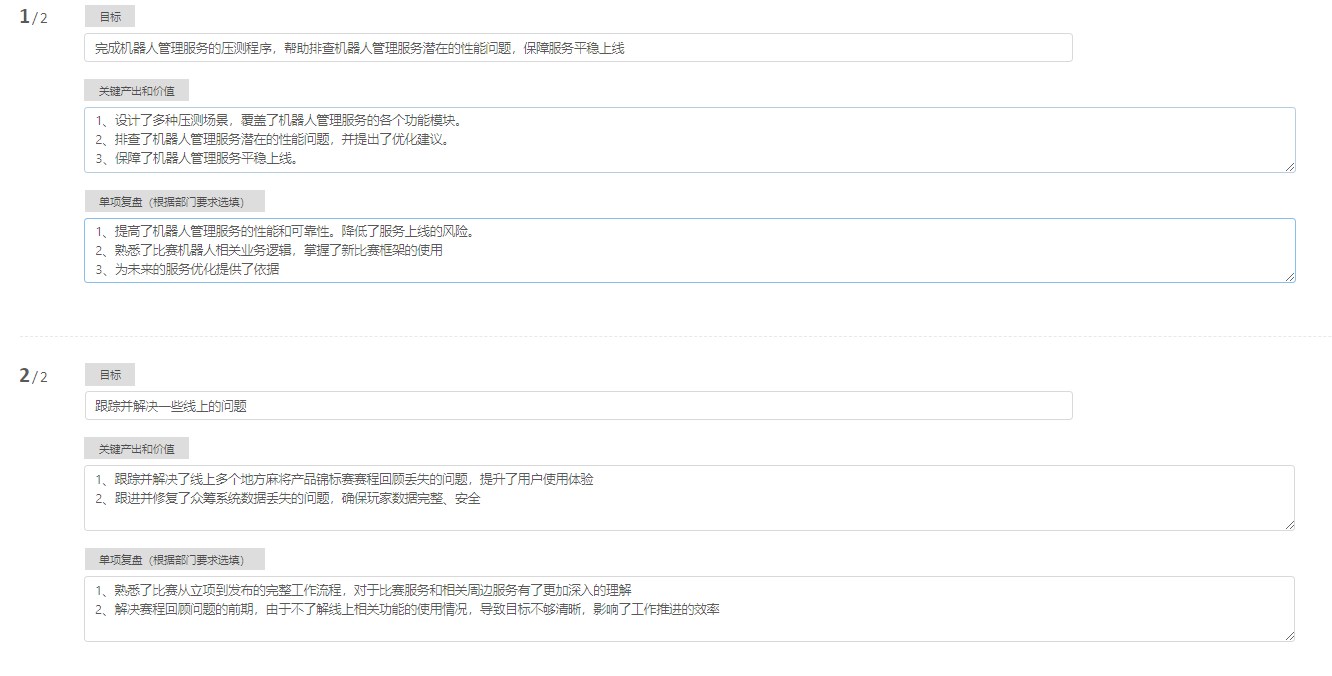 1/2
目标
完成机器人管理服务的压测程序，帮助排查机器人管理服务潜在的性能问题，保障服务平稳上线
关键产出和价值
1、设计了多种压测场景，覆盖了机器人管理服务的各个功能模块。
2、排查了机器人管理服务潜在的性能问题，并提出了优化建议。
3、保障了机器人管理服务平稳上线。
单项复盘（根据部门要求选填）
1、提高了机器人管理服务的性能和可靠性。降低了服务上线的风险。
2、熟悉了比赛机器人相关业务逻辑，掌握了新比赛框架的使用
3、为未来的服务优化提供了依据
2/2
目标
跟踪并解决一些线上的问题
关键产出和价值
1、跟踪并解决了线上多个地方麻将产品锦标赛赛程回顾丢失的问题，提升了用户使用体验
2、跟进并修复了众筹系统数据丢失的问题，确保玩家数据完整、安全
单项复盘（根据部门要求选填）
1、熟悉了比赛从立项到发布的完整工作流程，对于比赛服务和相关周边服务有了更加深入的理解
2、解决赛程回顾问题的前期，由于不了解线上相关功能的使用情况，导致目标不够清晰，影响了工作推进的效率